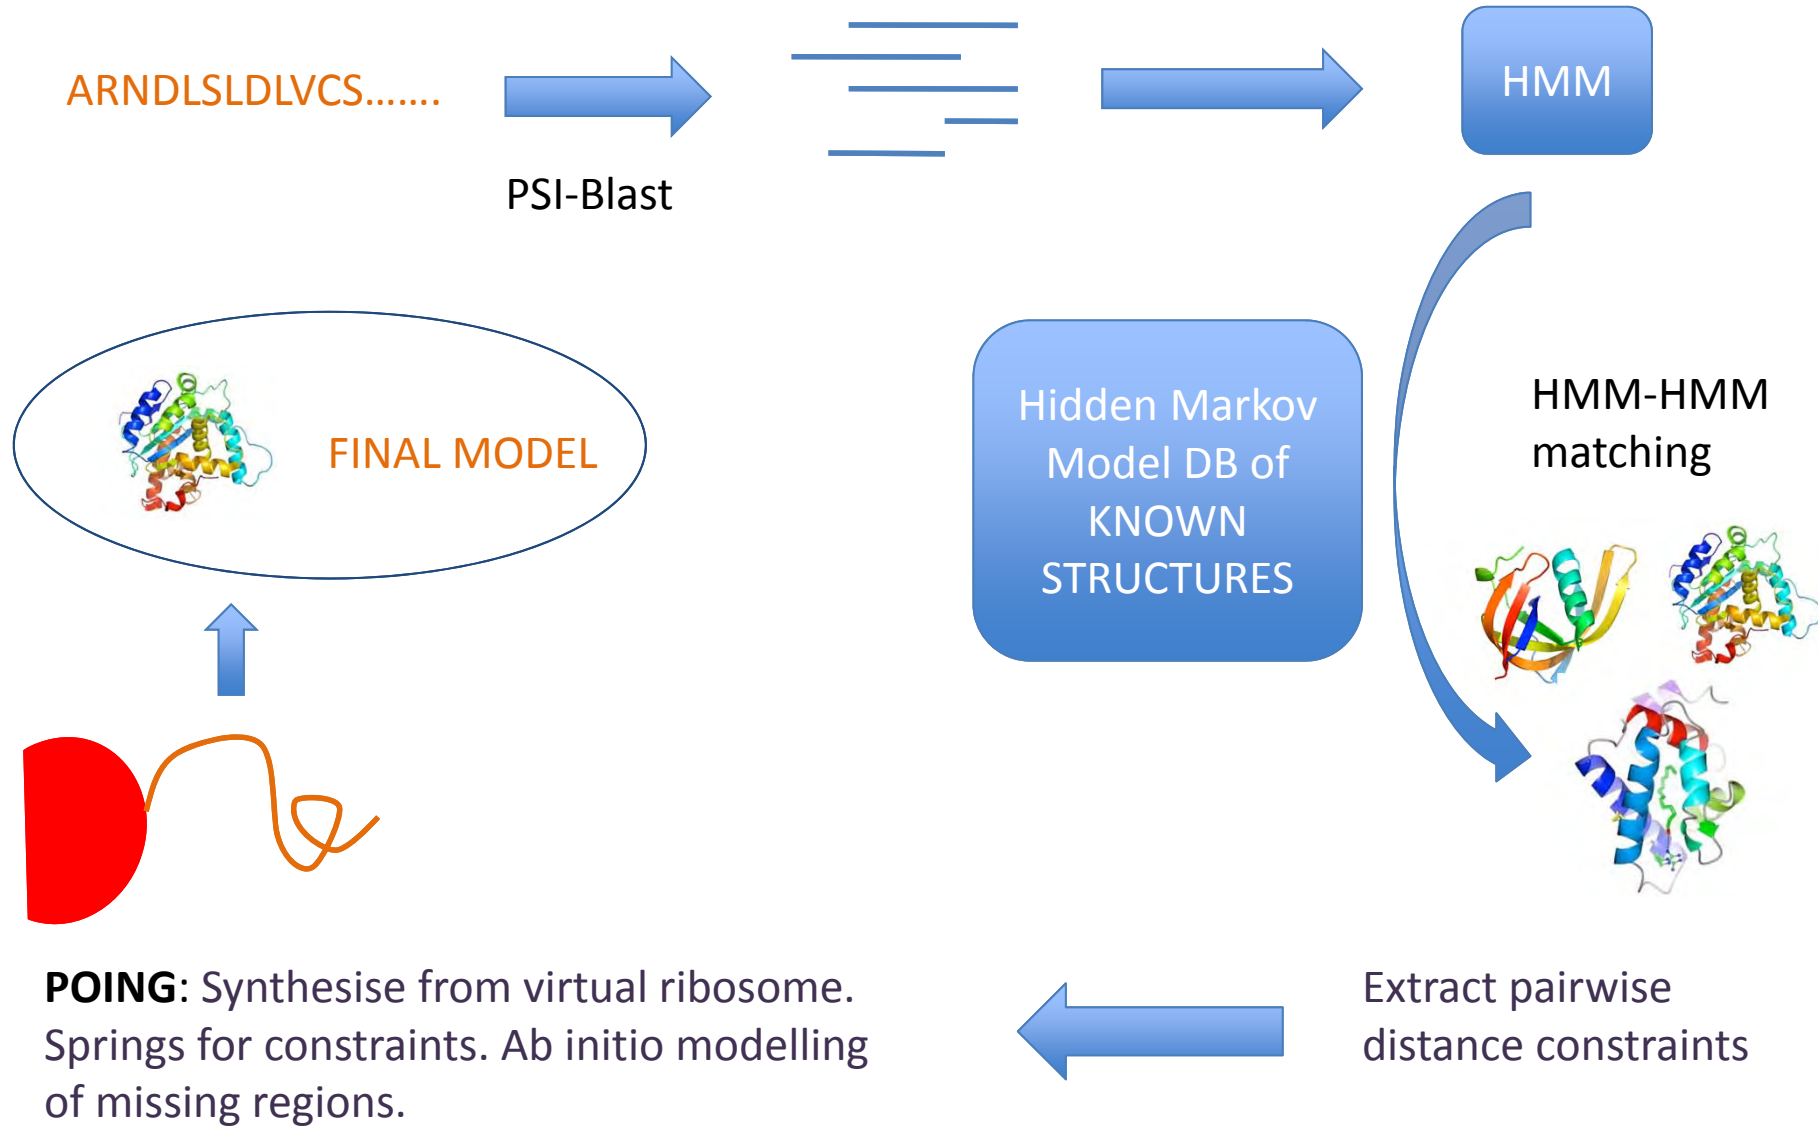 ARNDLSLDLVCS…….
PSI-Blast
HMM
Hidden Markov
Model DB of
KNOWN
STRUCTURES
HMM-HMM
matching
FINAL MODEL
Extract pairwise
distance constraints
POING: Synthesise from virtual ribosome.
Springs for constraints. Ab initio modelling
of missing regions.